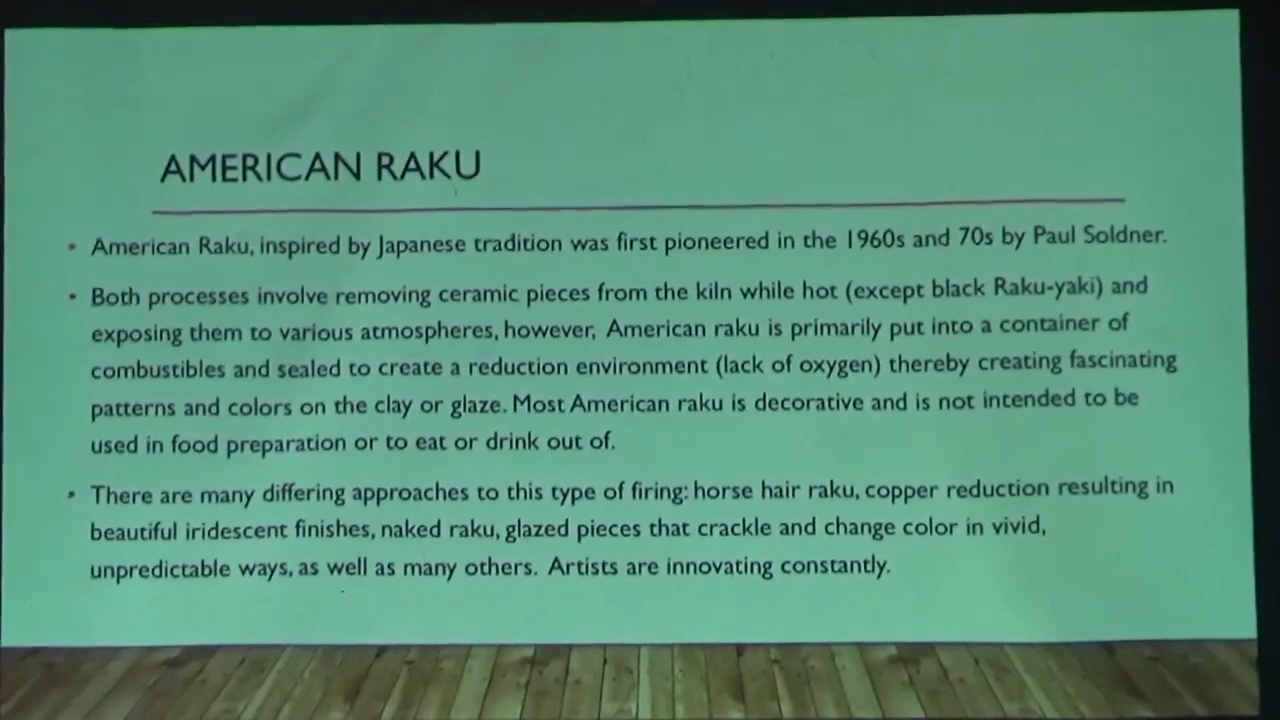 AMERICAN RAKU
• American Raku, inspired by Japanese tradition was first pioneered in the 1960s and 70s by Paul Soldner.
• Both processes involve removing ceramic pieces from the kiln while hot (except black Raku-yaki) and
exposing them to various atmospheres, however, American raku is primarily put into a container of
combustibles and sealed to create a reduction environment (lack of oxygen) thereby creating fascinating
patterns and colors on the clay or glaze. Most American raku is decorative and is not intended to be
used in food preparation or to eat or drink out of.
• There are many differing approaches to this type of firing: horse hair raku, copper reduction resulting in
beautiful iridescent finishes, naked raku, glazed pieces that crackle and change color in vivid,
unpredictable ways, as well as many others. Artists are innovating constantly.